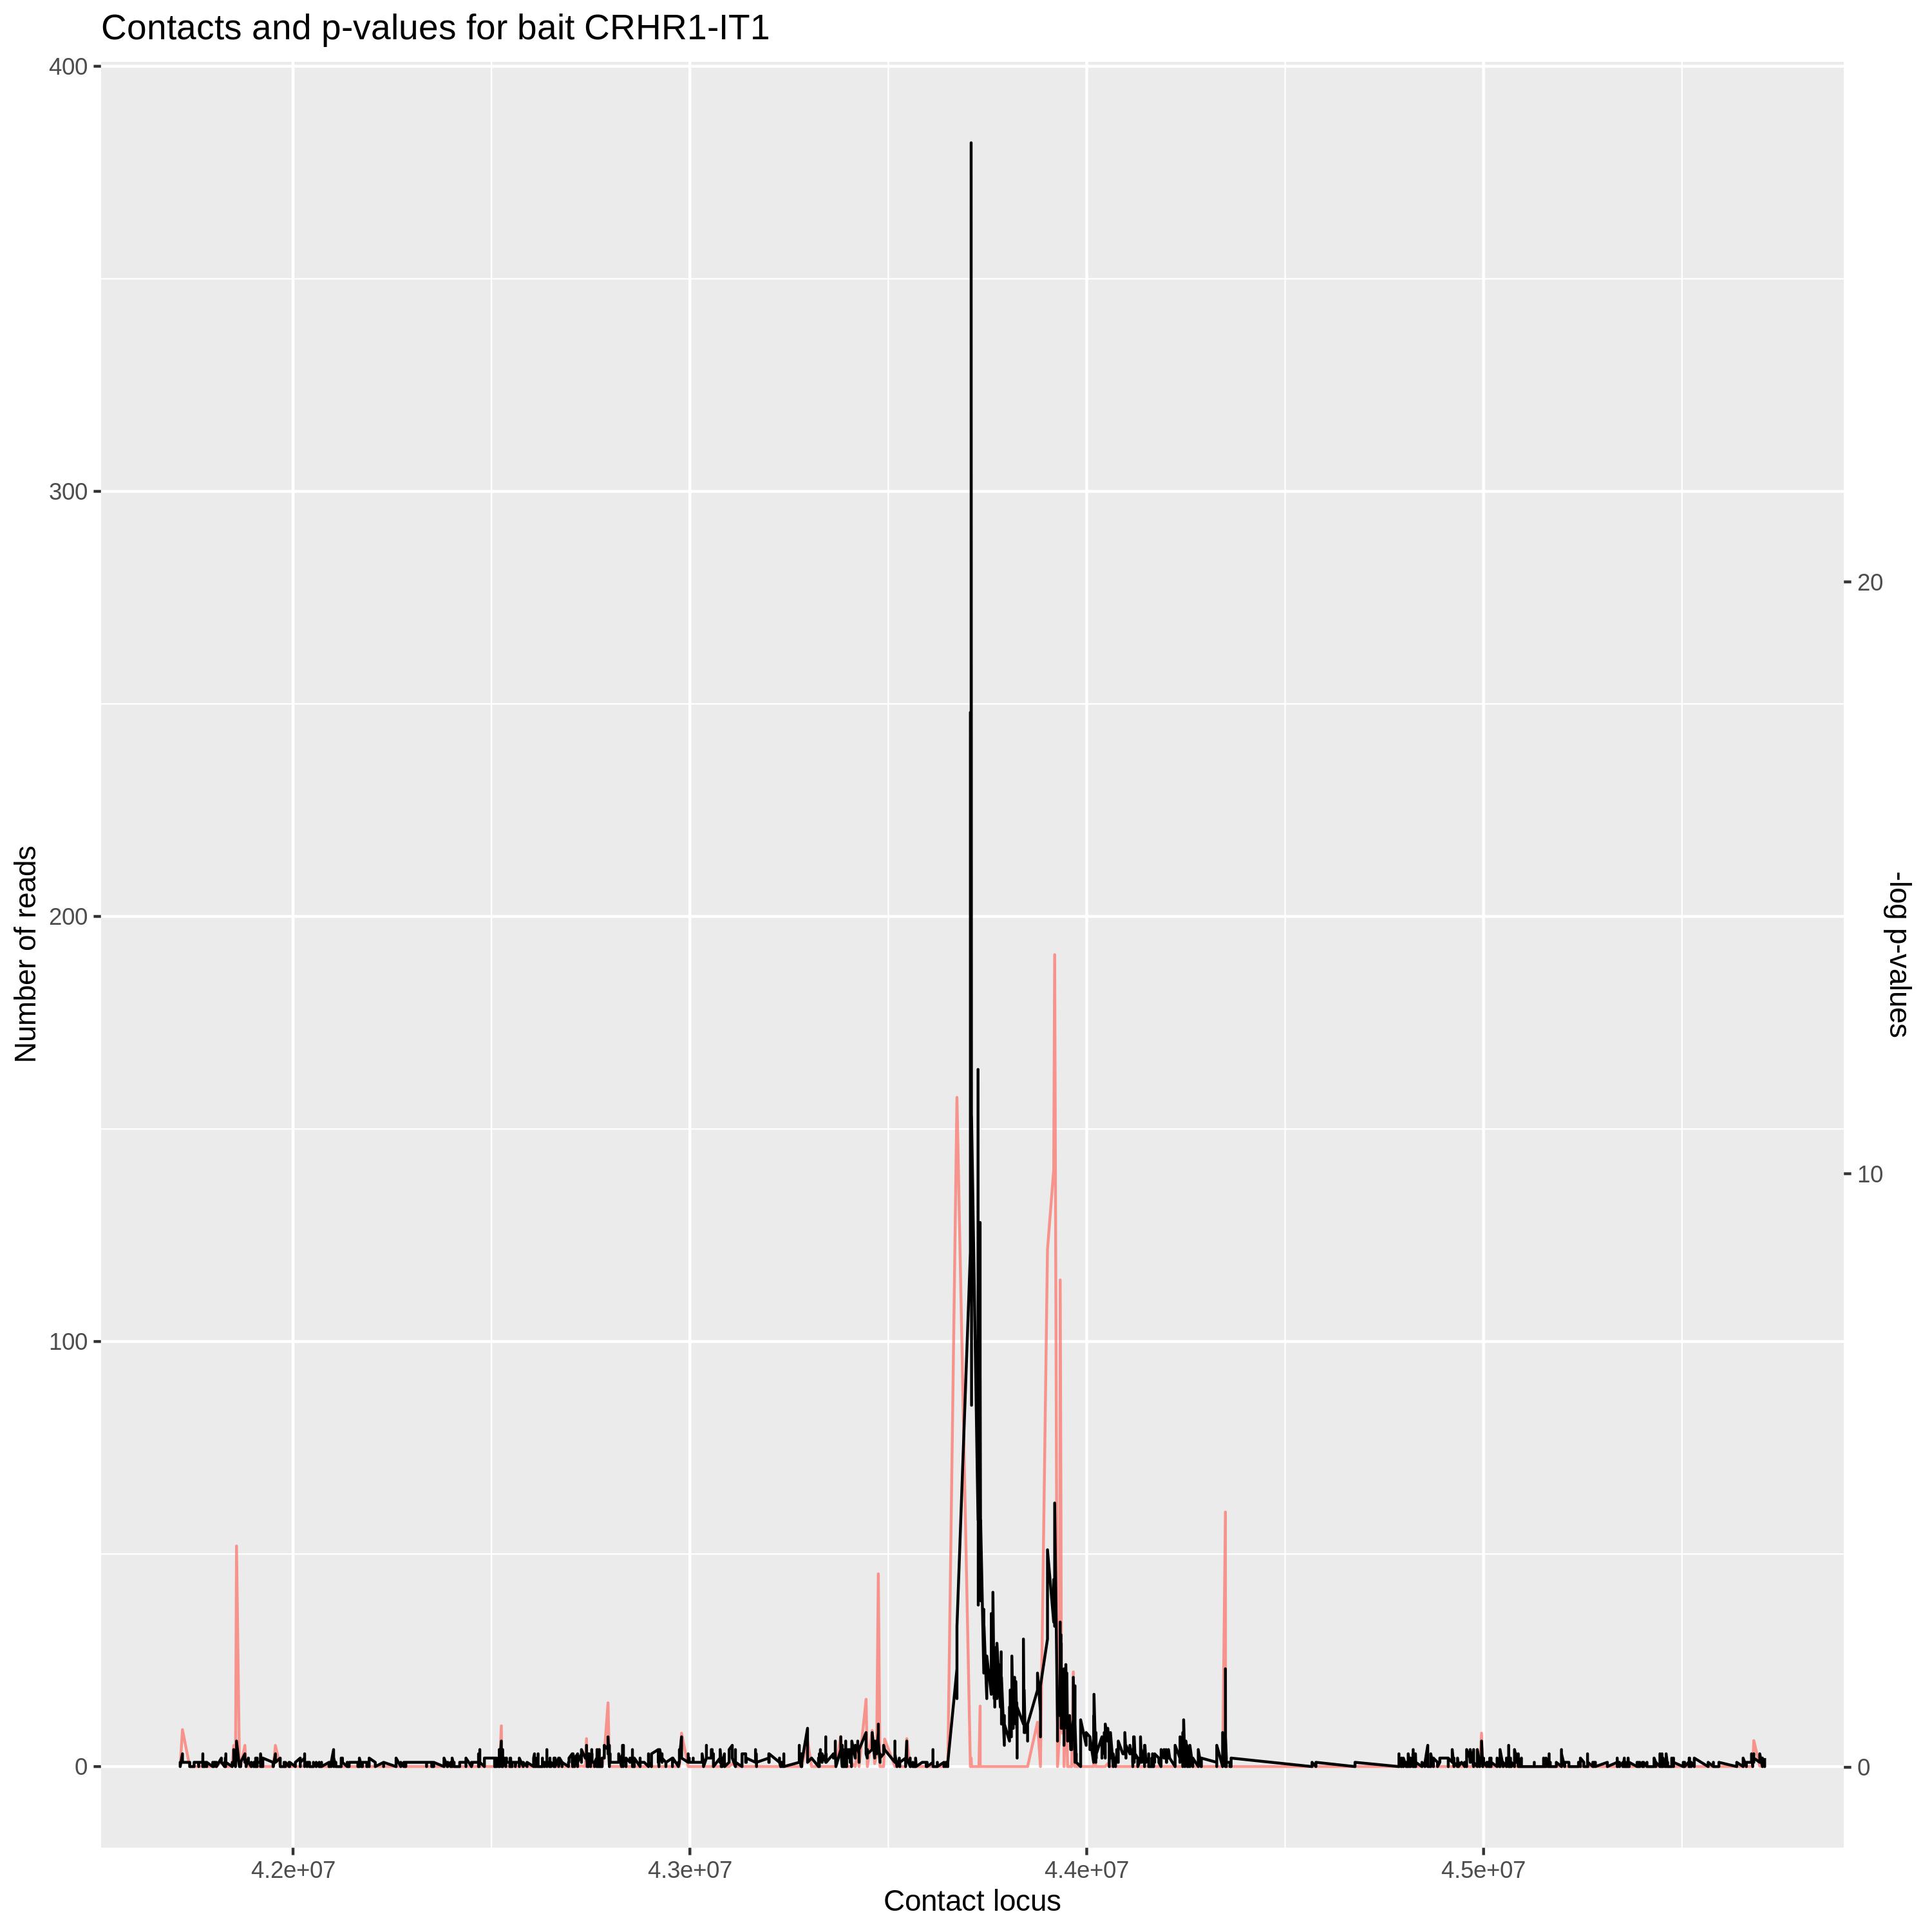 Contacts and p-values for bait CRHR1-IT1
400
300
200
100
0
Number of reads
20
10
0
-log p-values
4.2e+07
4.3e+07
4.4e+07
4.5e+07
Contact locus